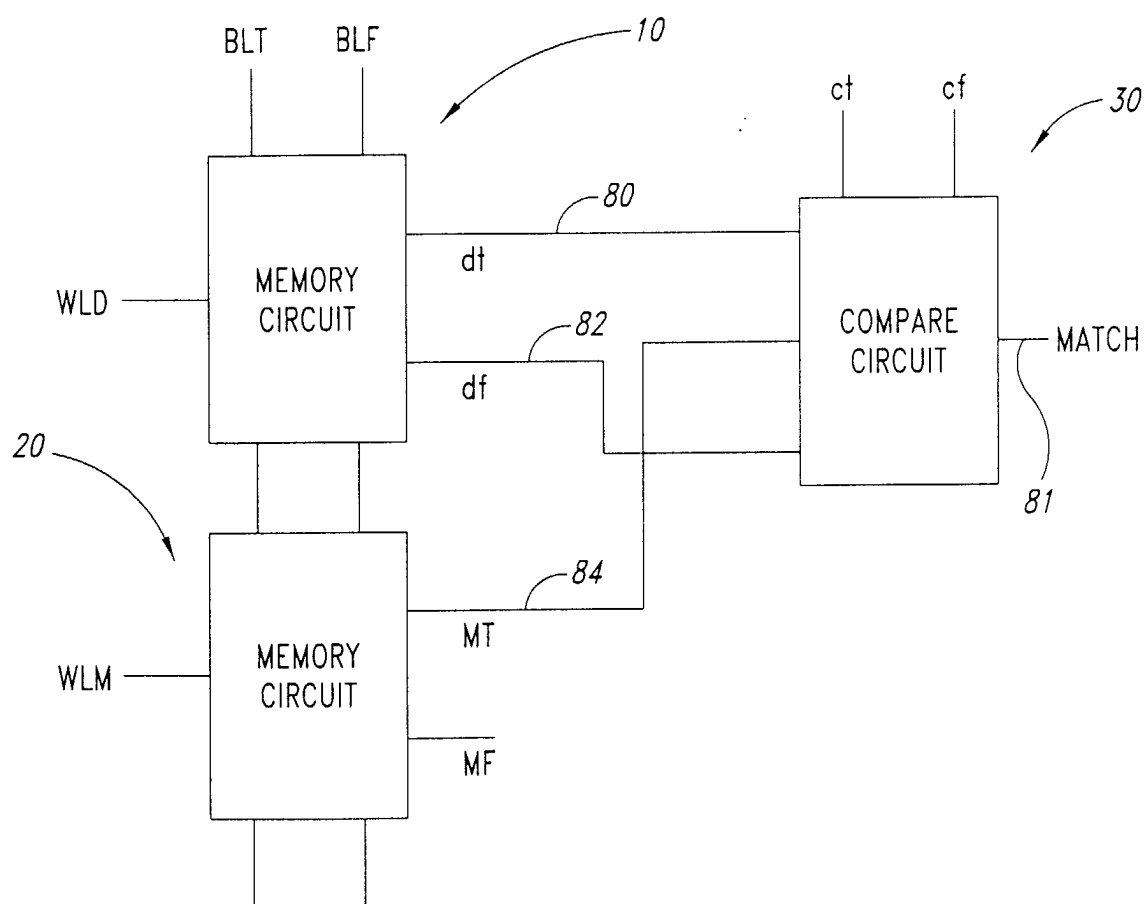 10
BLT BLF
ct cf
30
80
dt
MEMORY
CIRCUIT
WLD
82
df
COMPARE
CIRCUIT
MATCH
20
81
84
MT
MEMORY
CIRCUIT
WLM
MF